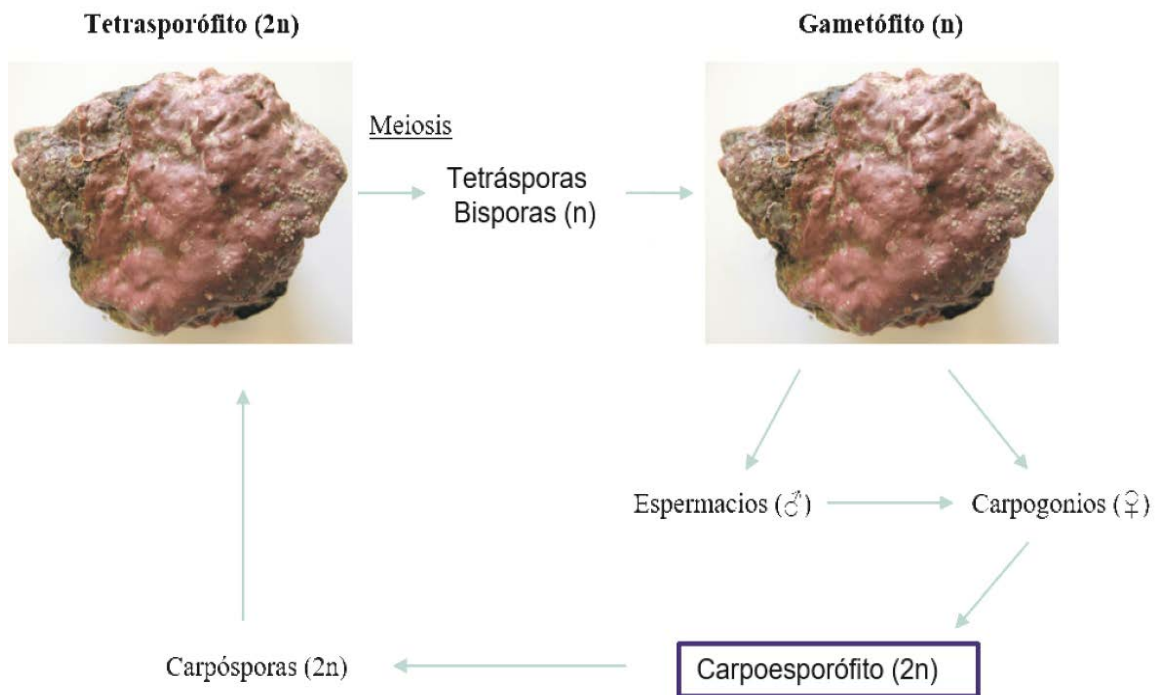 Tetrasporófito (2n)
Gametófito (n)
Meiosis
Tetrásporas
Bisporas (n)
Espermacios (♂)
Carpogonios (♀)
Carpósporas (2n)
Carpoesporófito (2n)